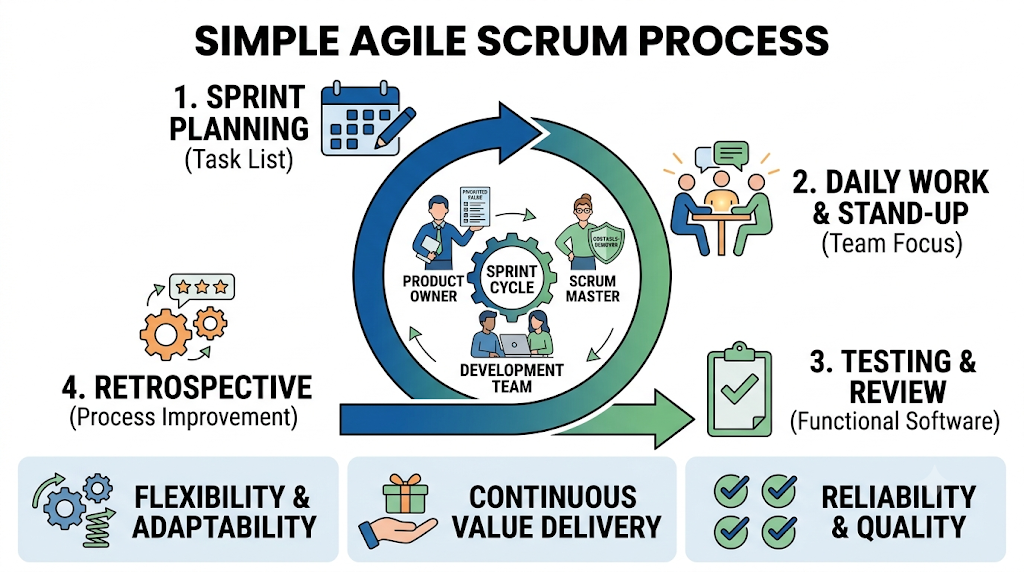 SIMPLE AGILE SCRUM PROCESS
1. SPRINT
PLANNING
(Task List)
2. DAILY WORK
& STAND-UP
(Team Focus)
PRODUCT
OWNER
SPRINT
CYCLE
SCRUM
MASTER
DEVELOPMENT
TEAM
3. TESTING &
REVIEW
(Functional Software)
4. RETROSPECTIVE
(Process Improvement)
FLEXIBILITY &
ADAPTABILITY
CONTINUOUS
VALUE DELIVERY
RELIABILITY
& QUALITY